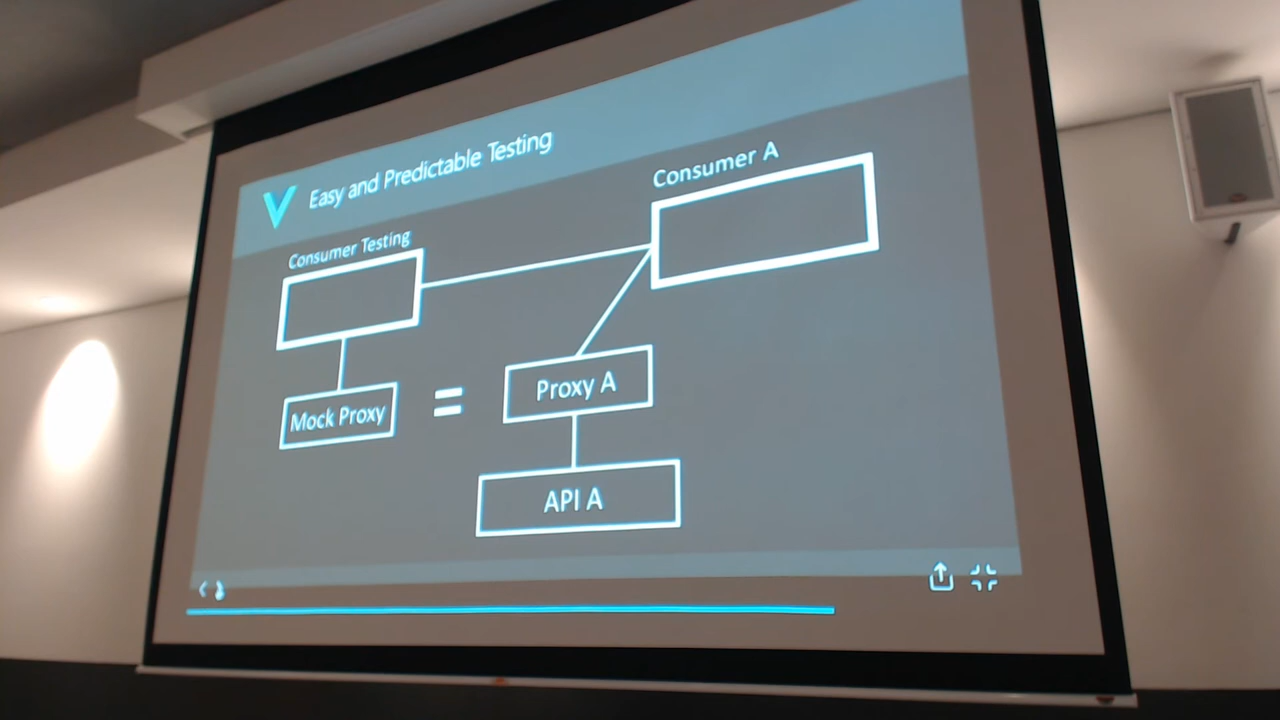 Easy and Predictable Testing
Consumer A
Consumer Testing
Proxy A
Mock Proxy
=
API A